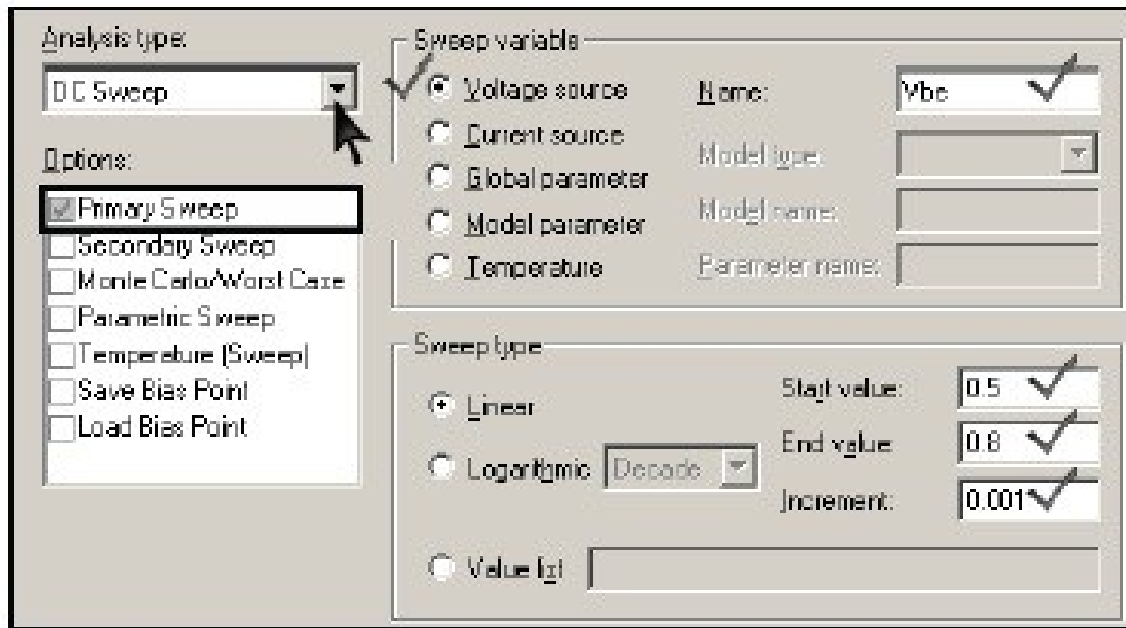 Analysis type:
DC Sweep
Options:
Primary Sweep
Secondary Sweep
Monte Carlo/Worst Case
Parametric Sweep
Temperature (Sweep)
Save Bias Point
Load Bias Point
Sweep variable
Voltage source
Current source
Global parameter
Model parameter
Temperature
Name:
Vbe
Model type:
Model name:
Parameter name:
Sweep type
Linear
Logarithmic
Decade
Value list
Start value:
0.5
End value:
0.8
Increment:
0.001